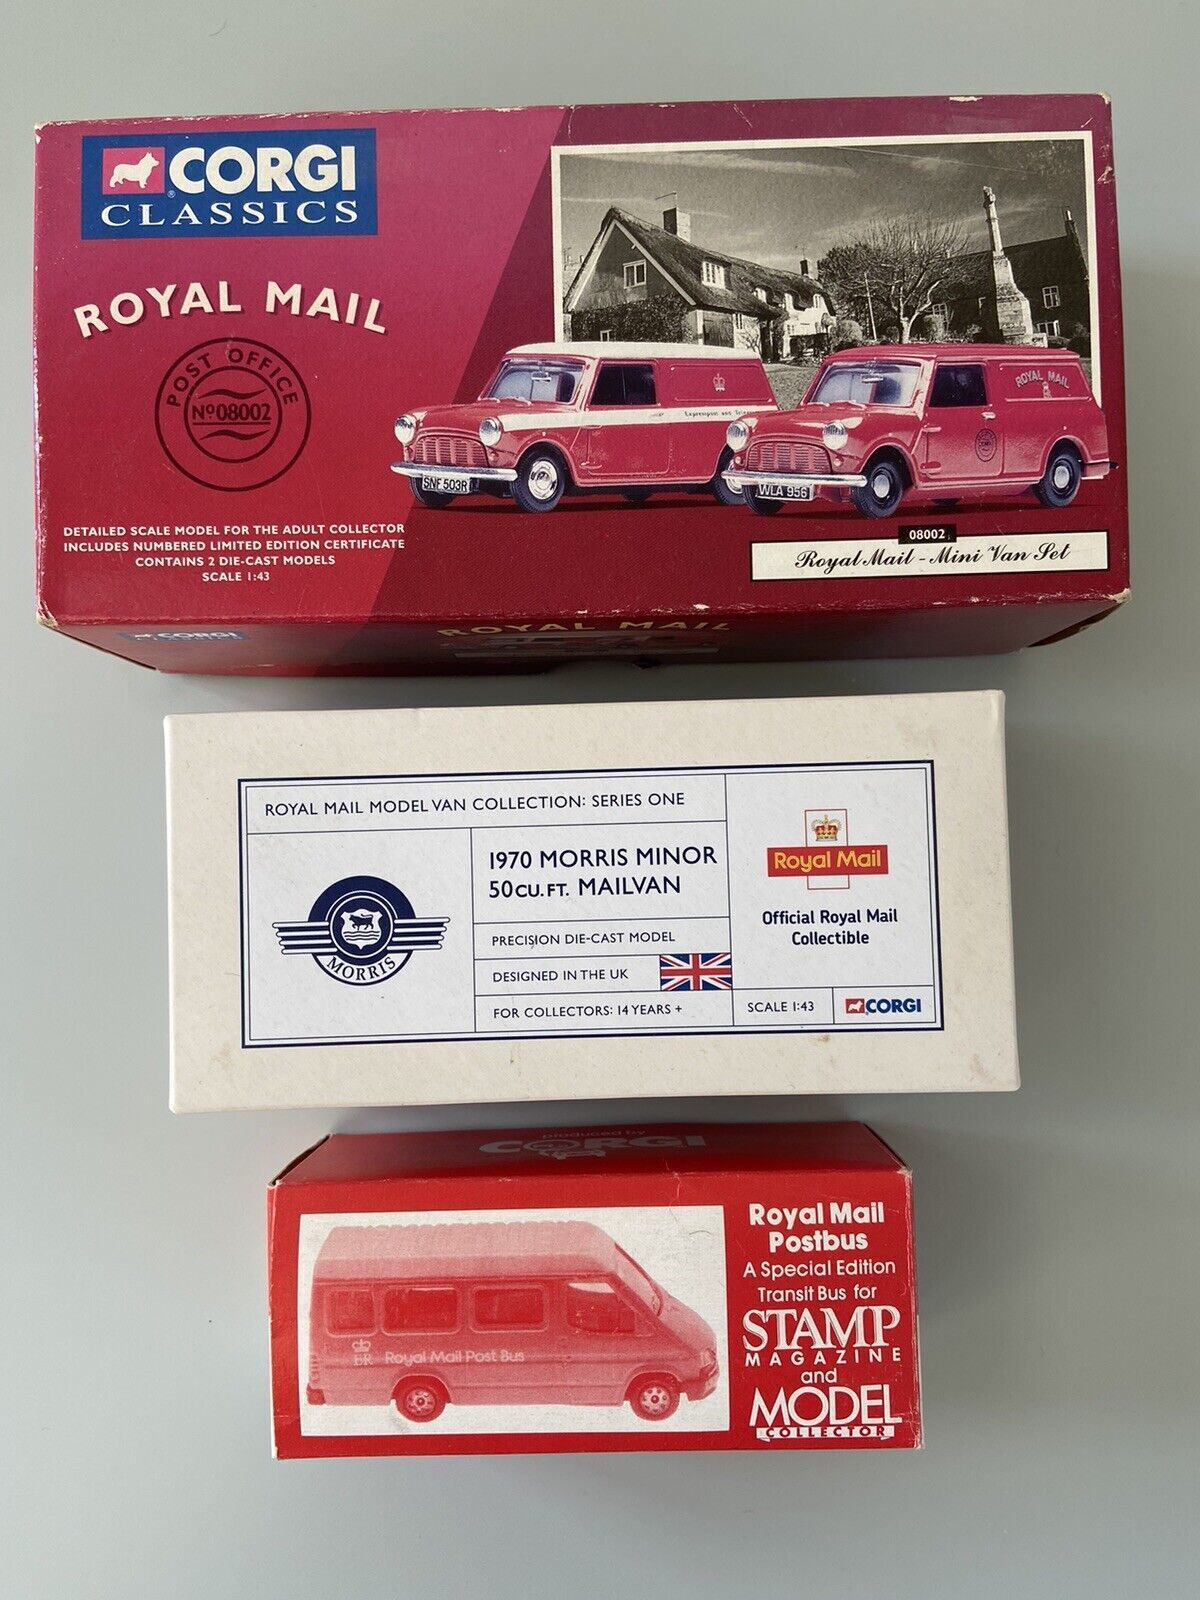 CORGI
CLASSICS
ROYAL MAIL
POST OFFICE
No08002
DETAILED SCALE MODEL FOR THE ADULT COLLECTOR
INCLUDES NUMBERED LIMITED EDITION CERTIFICATE
CONTAINS 2 DIE-CAST MODELS
SCALE 1:43
SNF 503R
ROYAL MAIL
WLA 956
08002
Royal Mail - Mini Van Set
CORGI
ROYAL MAIL
ROYAL MAIL MODEL VAN COLLECTION: SERIES ONE
MORRIS
1970 MORRIS MINOR
50CU.FT. MAILVAN
PRECISION DIE-CAST MODEL
DESIGNED IN THE UK
FOR COLLECTORS: 14 YEARS +
Royal Mail
Official Royal Mail
Collectible
SCALE 1:43
CORGI
produced by
CORGI
ER Royal Mail Post Bus
Royal Mail
Postbus
A Special Edition
Transit Bus for
STAMP
MAGAZINE
and
MODEL
COLLECTOR